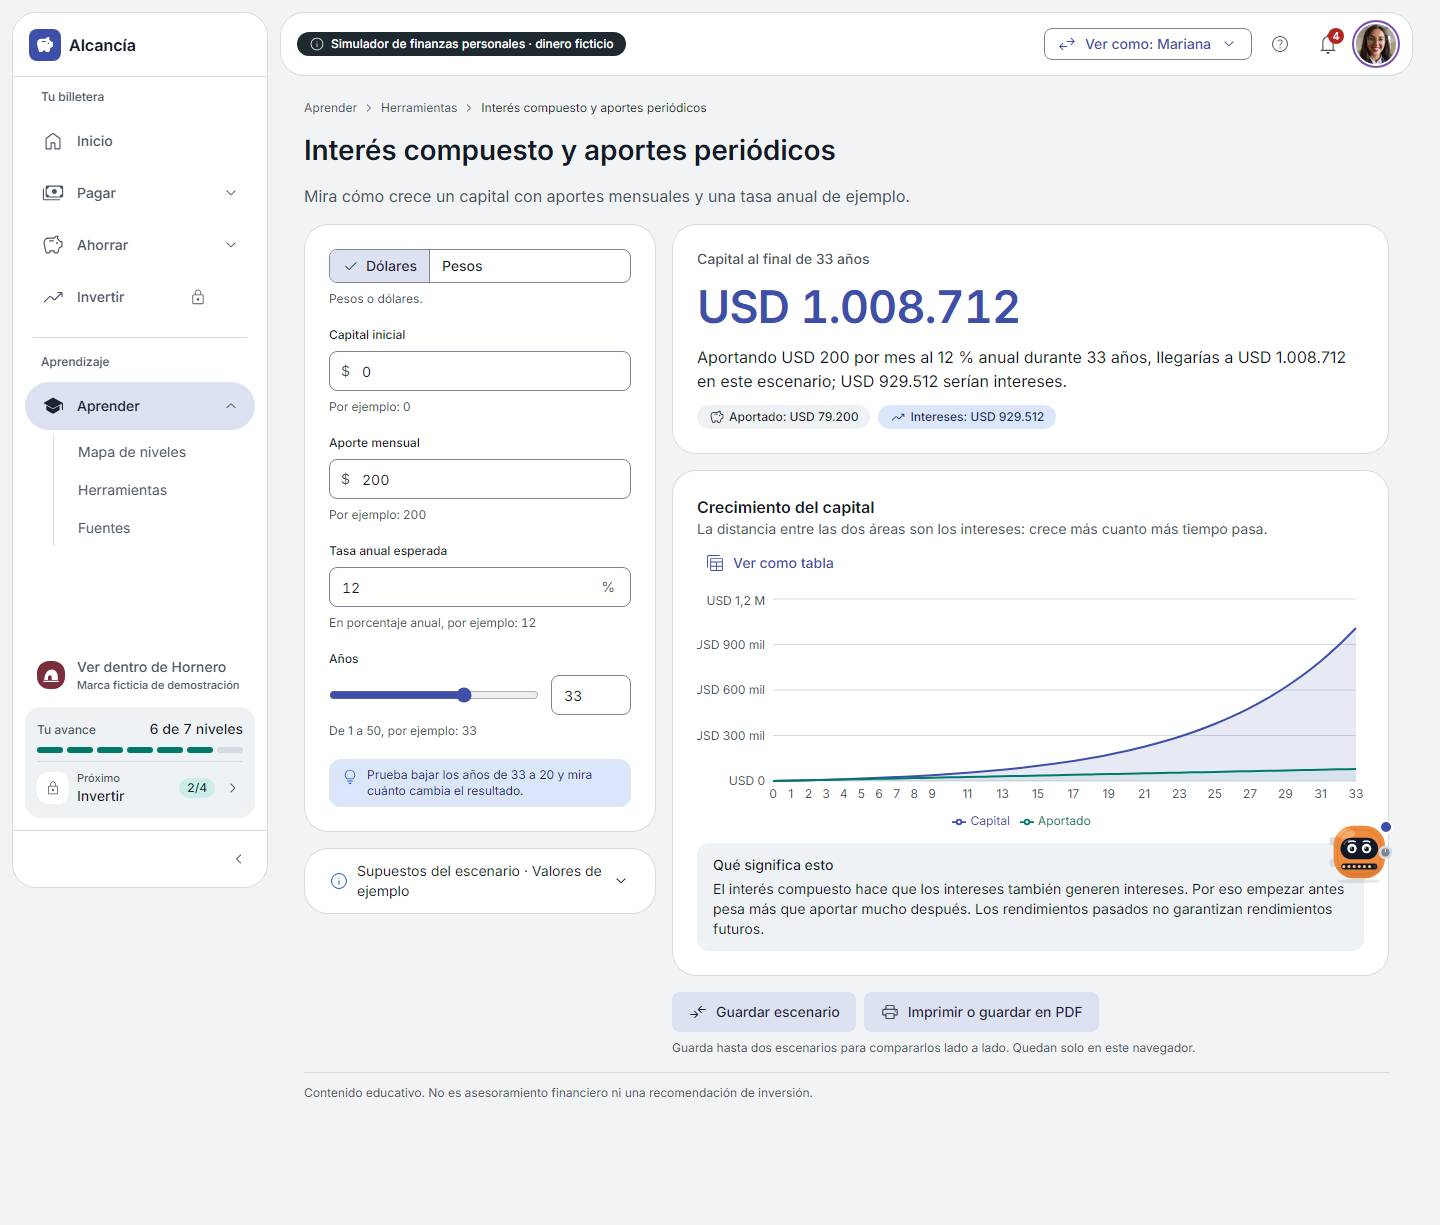 Alcancía
Simulador de finanzas personales · dinero ficticio
Ver como: Mariana
4
Tu billetera
Inicio
Pagar
Ahorrar
Invertir
Aprendizaje
Aprender
Mapa de niveles
Herramientas
Fuentes
Ver dentro de Hornero
Marca ficticia de demostración
Tu avance 6 de 7 niveles
Próximo
Invertir
2/4
Aprender > Herramientas > Interés compuesto y aportes periódicos
Interés compuesto y aportes periódicos
Mira cómo crece un capital con aportes mensuales y una tasa anual de ejemplo.
Dólares Pesos
Pesos o dólares.
Capital inicial
$ 0
Por ejemplo: 0
Aporte mensual
$ 200
Por ejemplo: 200
Tasa anual esperada
12 %
En porcentaje anual, por ejemplo: 12
Años
33
De 1 a 50, por ejemplo: 33
Prueba bajar los años de 33 a 20 y mira
cuánto cambia el resultado.
Supuestos del escenario · Valores de
ejemplo
Capital al final de 33 años
USD 1.008.712
Aportando USD 200 por mes al 12 % anual durante 33 años, llegarías a USD 1.008.712
en este escenario; USD 929.512 serían intereses.
Aportado: USD 79.200 Intereses: USD 929.512
Crecimiento del capital
La distancia entre las dos áreas son los intereses: crece más cuanto más tiempo pasa.
Ver como tabla
USD 1,2 M
USD 900 mil
USD 600 mil
USD 300 mil
USD 0
0 1 2 3 4 5 6 7 8 9 11 13 15 17 19 21 23 25 27 29 31 33
Capital Aportado
Qué significa esto
El interés compuesto hace que los intereses también generen intereses. Por eso empezar antes
pesa más que aportar mucho después. Los rendimientos pasados no garantizan rendimientos
futuros.
Guardar escenario Imprimir o guardar en PDF
Guarda hasta dos escenarios para compararlos lado a lado. Quedan solo en este navegador.
Contenido educativo. No es asesoramiento financiero ni una recomendación de inversión.